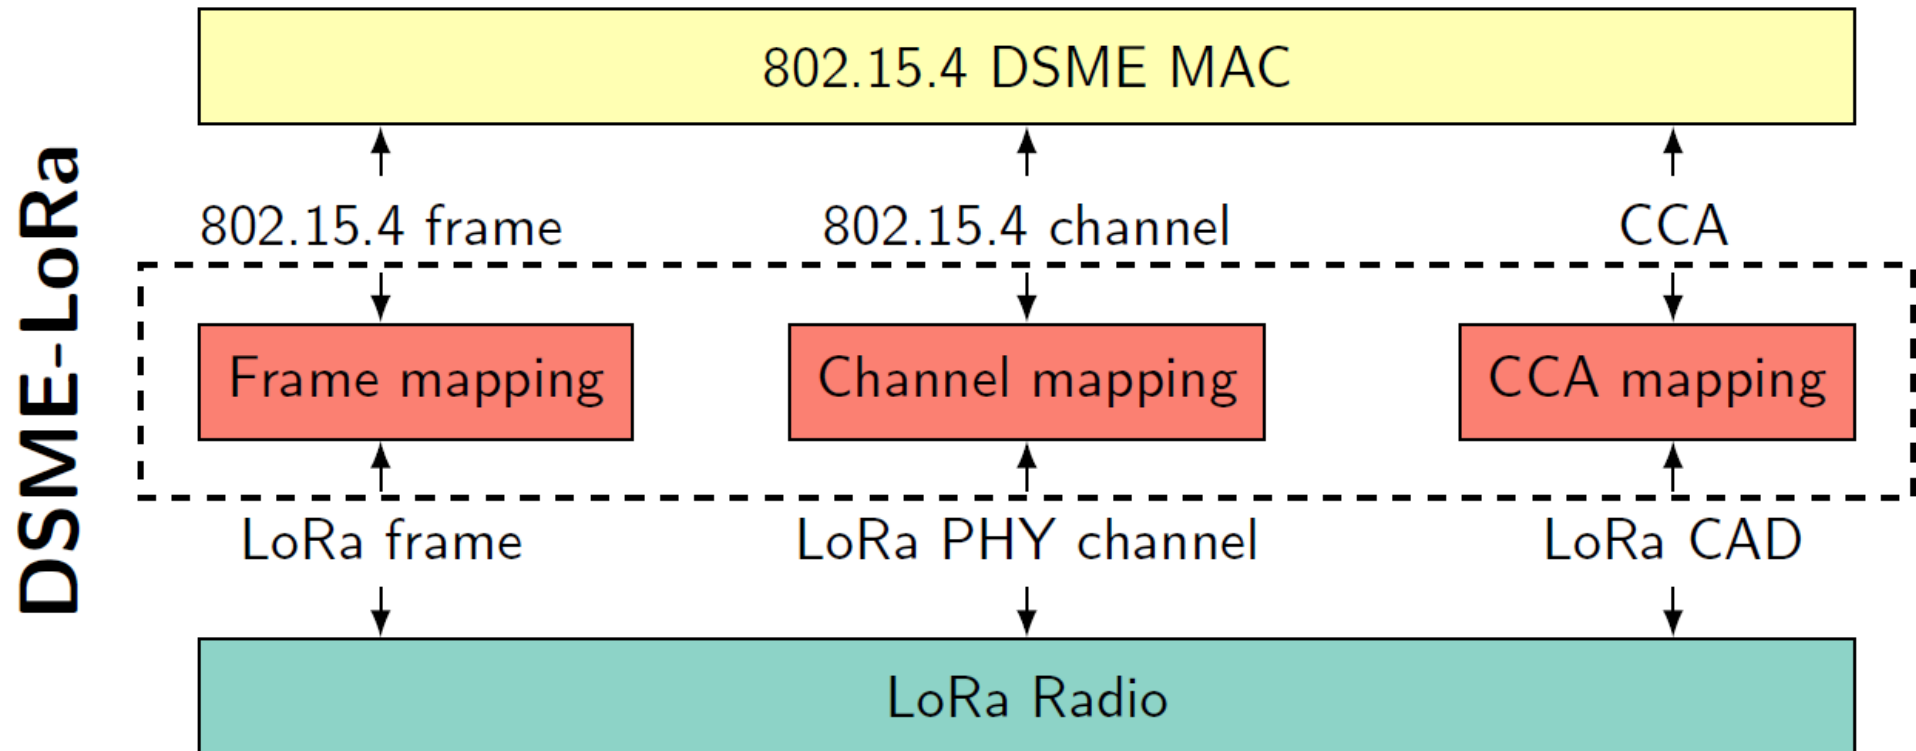 DSME-LoRa
802.15.4 DSME MAC
802.15.4 frame
802.15.4 channel
CCA
Frame mapping
Channel mapping
CCA mapping
LoRa frame
LoRa PHY channel
LoRa CAD
LoRa Radio